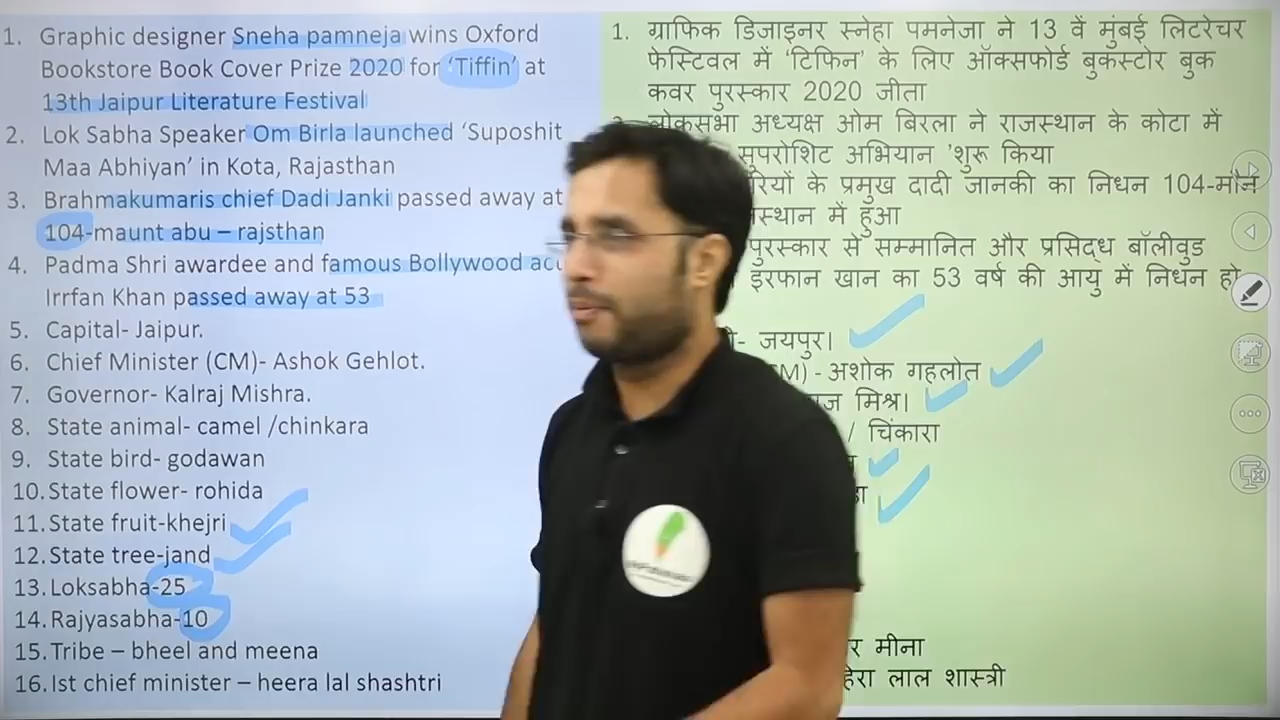 1. Graphic designer Sneha pamneja wins Oxford
Bookstore Book Cover Prize 2020 for ‘Tiffin’ at
13th Jaipur Literature Festival
2. Lok Sabha Speaker Om Birla launched ‘Suposhit
Maa Abhiyan’ in Kota, Rajasthan
3. Brahmakumaris chief Dadi Janki passed away at
104-maunt abu – rajsthan
4. Padma Shri awardee and famous Bollywood
Irrfan Khan passed away at 53
5. Capital- Jaipur.
6. Chief Minister (CM)- Ashok Gehlot.
7. Governor- Kalraj Mishra.
8. State animal- camel /chinkara
9. State bird- godawan
10. State flower- rohida
11. State fruit-khejri
12. State tree-jand
13. Loksabha-25
14. Rajyasabha-10
15. Tribe – bheel and meena
16. Ist chief minister – heera lal shashtri
1. ग्राफिक डिजाइनर स्नेहा पमनेजा ने 13 वें मुंबई लिटरेचर
फेस्टिवल में ‘टिफिन’ के लिए ऑक्सफोर्ड बुकस्टोर बुक
कवर पुरस्कार 2020 जीता
लोकसभा अध्यक्ष ओम बिरला ने राजस्थान के कोटा में
सुपरोशिट अभियान 'शुरू किया
के प्रमुख दादी जानकी का निधन 104-मौन
में हुआ
पुरस्कार से सम्मानित और प्रसिद्ध बॉलीवुड
इरफान खान का 53 वर्ष की आयु में निधन हो
- जयपुर।
- अशोक गहलोत
मिश्र।
/ चिंकारा
मीना
लाल शास्त्री